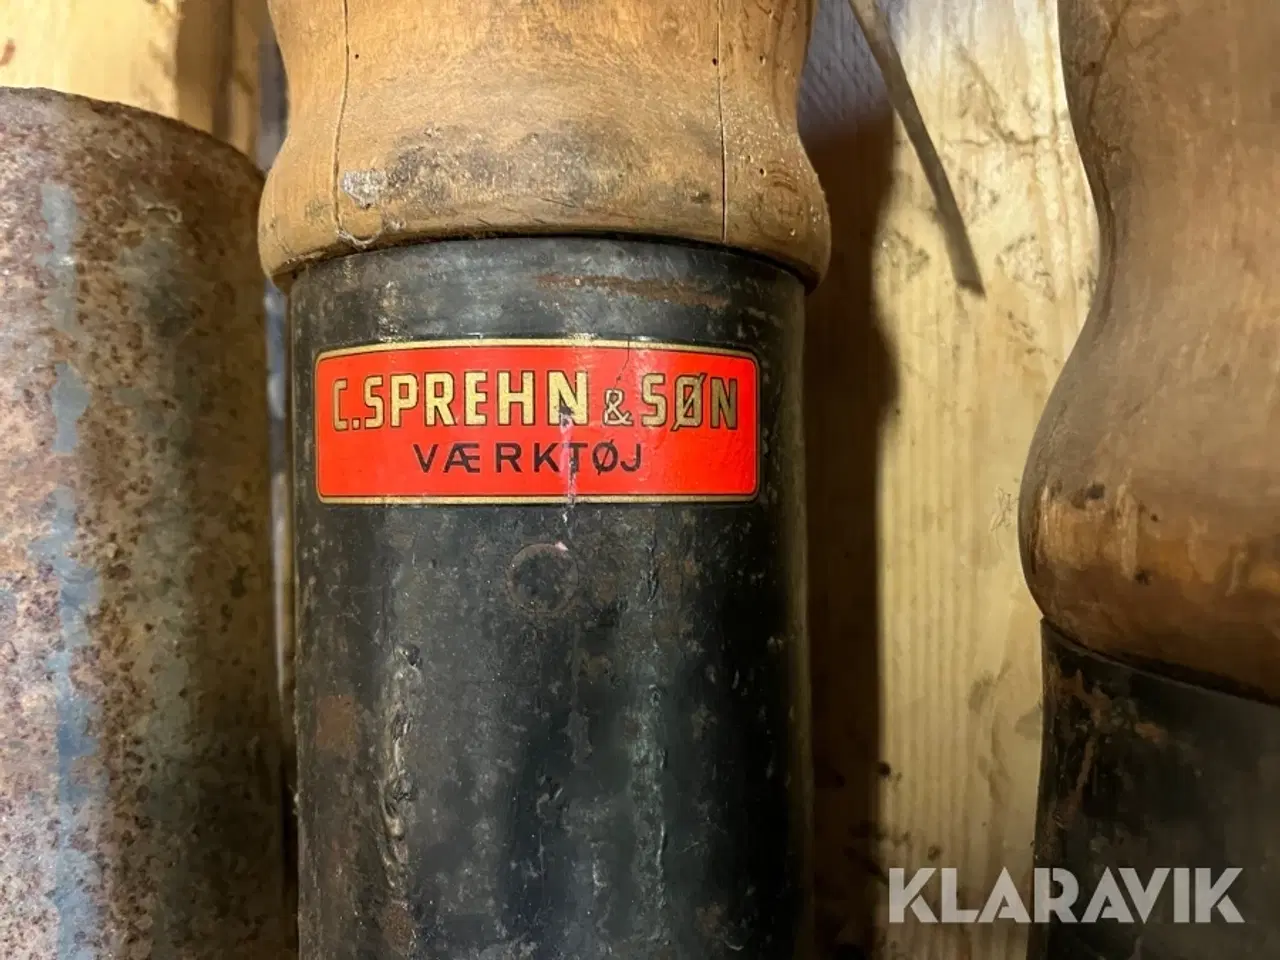 C.SPREHN & SØN
VÆRKTØJ
KLARAVIK